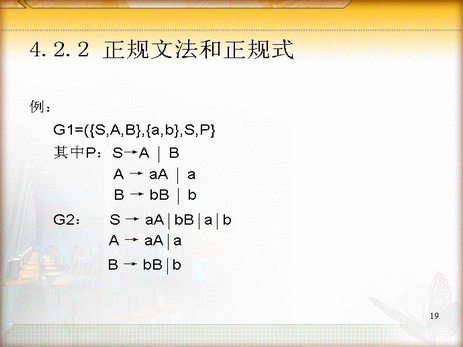 4.2.2 正规文法和正规式
例：
G1=({S,A,B},{a,b},S,P}
其中P：S→A | B
A → aA | a
B → bB | b
G2： S → aA|bB|a|b
A → aA|a
B → bB|b
19